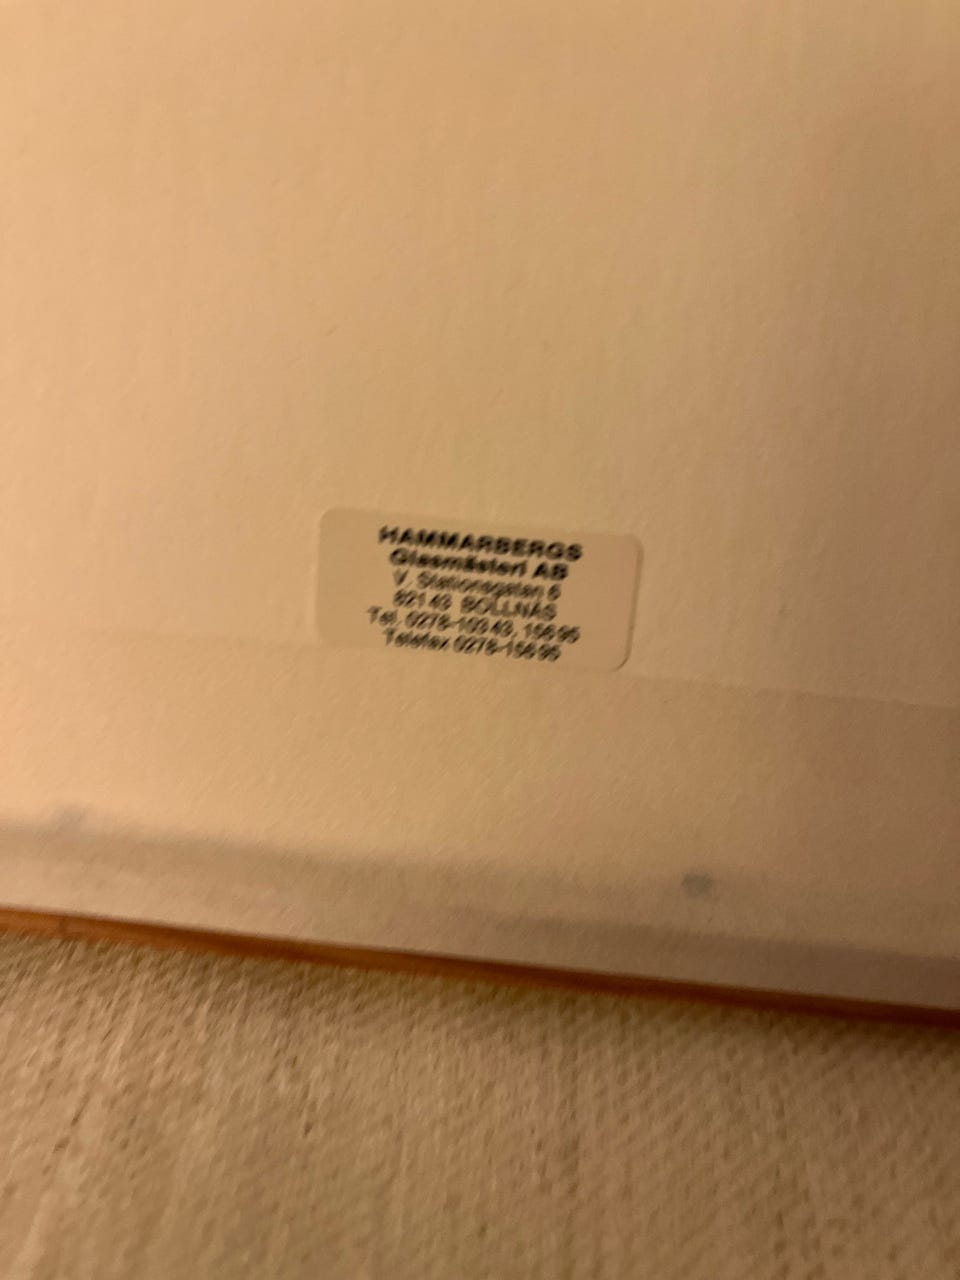 HAMMARBERGS
Glasmästeri AB
V. Stationsgatan 6
821 43 BOLLNÄS
Tel. 0278-103 43, 156 95
Telefax 0278-156 95